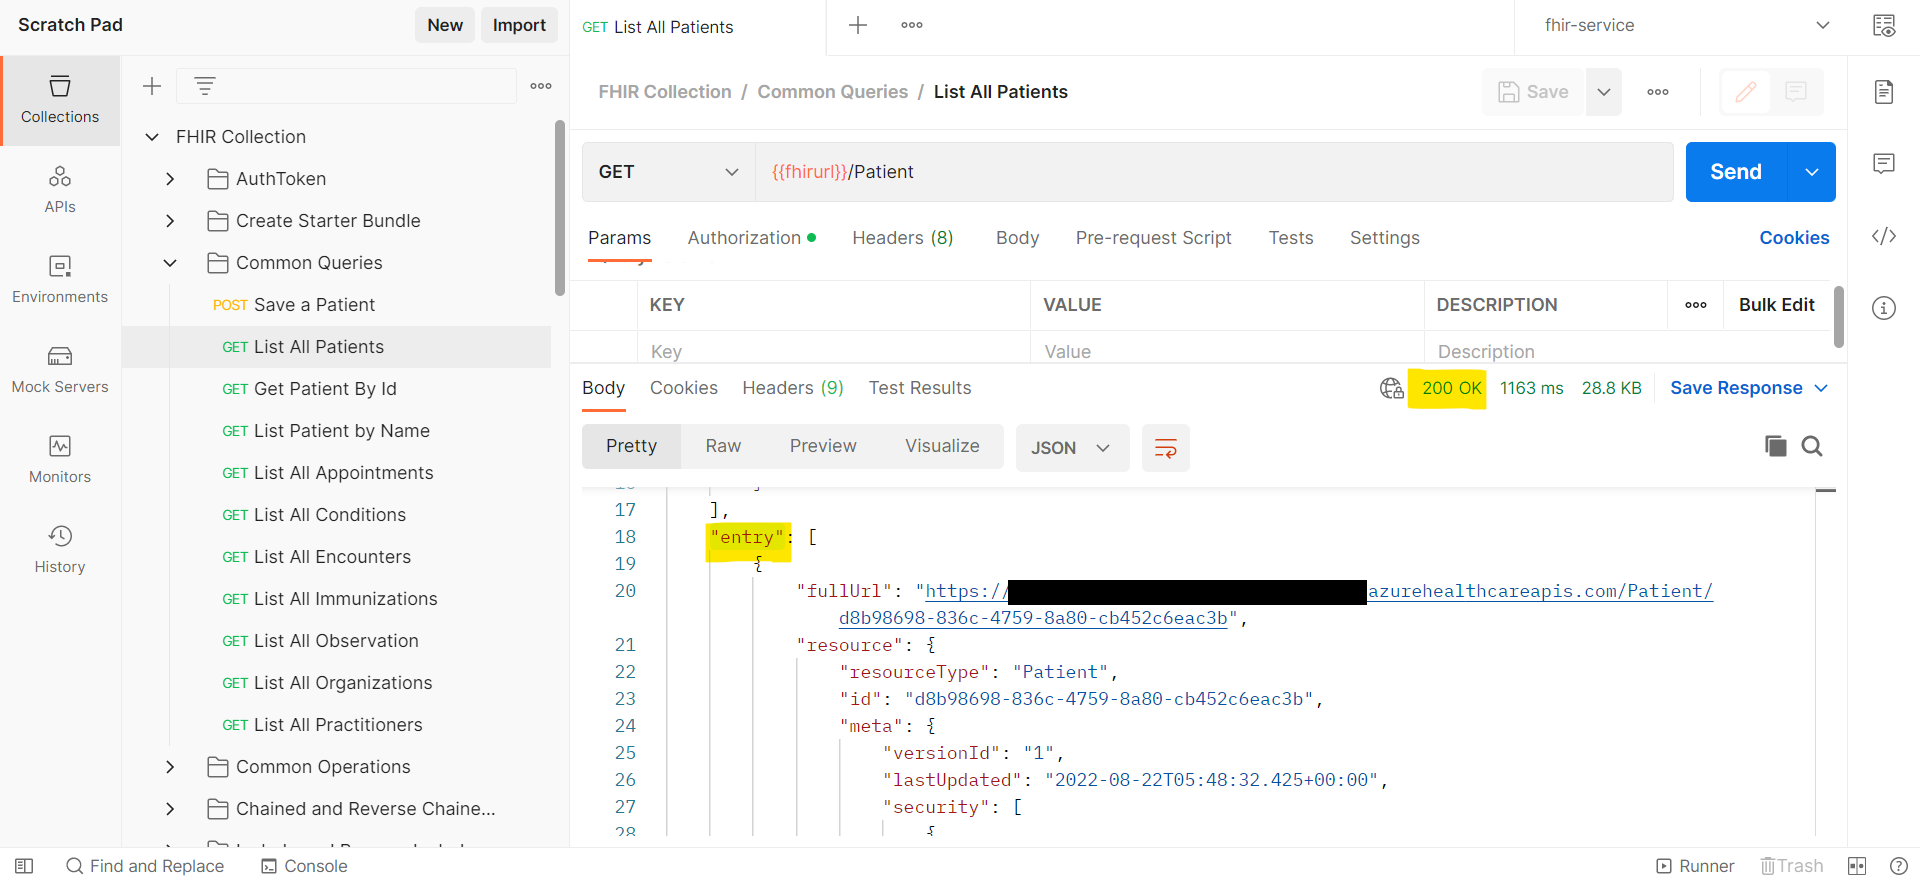 Scratch Pad
New
Import
GET List All Patients
fhir-service
Collections
APIs
Environments
Mock Servers
Monitors
History
FHIR Collection
AuthToken
Create Starter Bundle
Common Queries
POST Save a Patient
GET List All Patients
GET Get Patient By Id
GET List Patient by Name
GET List All Appointments
GET List All Conditions
GET List All Encounters
GET List All Immunizations
GET List All Observation
GET List All Organizations
GET List All Practitioners
Common Operations
Chained and Reverse Chaine...
FHIR Collection / Common Queries / List All Patients
Save
GET
{{fhirurl}}/Patient
Send
Params Authorization Headers (8) Body Pre-request Script Tests Settings Cookies
KEY VALUE DESCRIPTION Bulk Edit
Key Value Description
Body Cookies Headers (9) Test Results 200 OK 1163 ms 28.8 KB Save Response
Pretty Raw Preview Visualize JSON
17 ],
18 "entry": [
19 {
20 "fullUrl": "https:// azurehealthcareapis.com/Patient/
d8b98698-836c-4759-8a80-cb452c6eac3b",
21 "resource": {
22 "resourceType": "Patient",
23 "id": "d8b98698-836c-4759-8a80-cb452c6eac3b",
24 "meta": {
25 "versionId": "1",
26 "lastUpdated": "2022-08-22T05:48:32.425+00:00",
27 "security": [
28 {
Find and Replace
Console
Runner
Trash